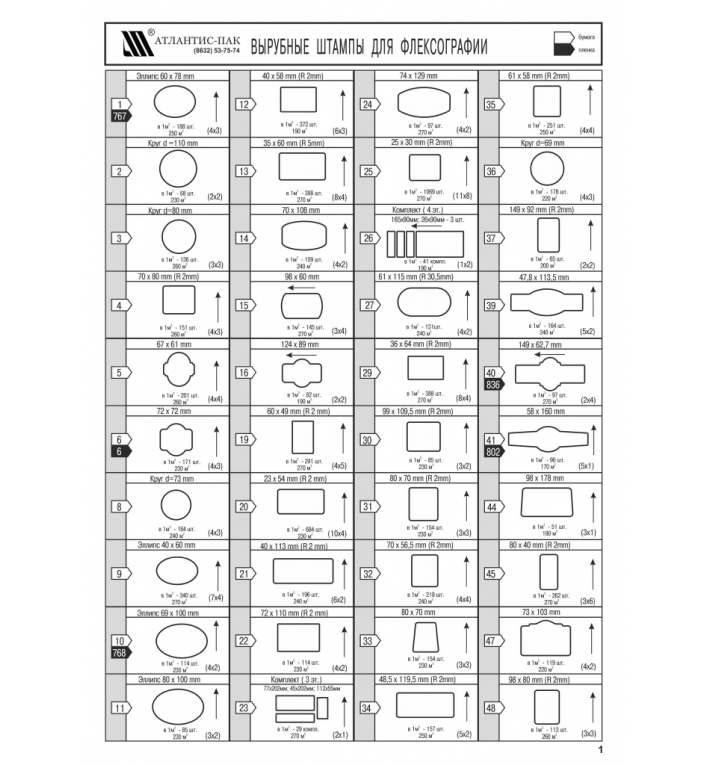 ® АТЛАНТИС-ПАК
(8632) 53-75-74
ВЫРУБНЫЕ ШТАМПЫ ДЛЯ ФЛЕКСОГРАФИИ
бумага
пленка
Эллипс 60 x 78 mm
1
767
в 1м² - 188 шт.
250 м²
(4x3)
40 x 58 mm (R 2mm)
12
в 1м² - 372 шт.
190 м²
(6x3)
74 x 129 mm
24
в 1м² - 97 шт.
270 м²
(4x2)
61 x 58 mm (R 2mm)
35
в 1м² - 251 шт.
250 м²
(4x4)
Круг d=110 mm
2
в 1м² - 68 шт.
230 м²
(2x2)
35 x 60 mm (R 5mm)
13
в 1м² - 388 шт.
270 м²
(8x4)
25 x 30 mm (R 2mm)
25
в 1м² - 1069 шт.
270 м²
(11x8)
Круг d=69 mm
36
в 1м² - 178 шт.
220 м²
(4x3)
Круг d=80 mm
3
в 1м² - 136 шт.
260 м²
(3x3)
70 x 108 mm
14
в 1м² - 109 шт.
240 м²
(4x2)
Комплект ( 4 эт.)
165x90мм; 26x90мм - 3 шт.
26
в 1м² - 41 компл.
190 м²
(1x2)
149 x 92 mm (R 2mm)
37
в 1м² - 65 шт.
200 м²
(2x2)
70 x 80 mm (R 2mm)
4
в 1м² - 151 шт.
260 м²
(4x3)
98 x 60 mm
15
в 1м² - 145 шт.
270 м²
(3x4)
61 x 115 mm (R 30,5mm)
27
в 1м² - 131шт.
240 м²
(4x2)
47,8 x 113,5 mm
39
в 1м² - 164 шт.
240 м²
(5x2)
67 x 61 mm
5
в 1м² - 201 шт.
260 м²
(4x4)
124 x 89 mm
16
в 1м² - 82 шт.
190 м²
(2x2)
36 x 64 mm (R 2mm)
29
в 1м² - 388 шт.
270 м²
(8x4)
149 x 62,7 mm
40
836
в 1м² - 97 шт.
270 м²
(2x4)
72 x 72 mm
6
6
в 1м² - 171 шт.
230 м²
(4x3)
60 x 49 mm (R 2 mm)
19
в 1м² - 291 шт.
270 м²
(4x5)
99 x 109,5 mm (R 2mm)
30
в 1м² - 85 шт.
230 м²
(3x2)
58 x 160 mm
41
802
в 1м² - 96 шт.
170 м²
(5x1)
Круг d=73 mm
8
в 1м² - 164 шт.
240 м²
(4x3)
23 x 54 mm (R 2 mm)
20
в 1м² - 684 шт.
230 м²
(10x4)
80 x 70 mm (R 2mm)
31
в 1м² - 154 шт.
230 м²
(3x3)
98 x 178 mm
44
в 1м² - 51 шт.
190 м²
(3x1)
Эллипс 40 x 60 mm
9
в 1м² - 340 шт.
270 м²
(7x4)
40 x 113 mm (R 2 mm)
21
в 1м² - 196 шт.
240 м²
(6x2)
70 x 56,5 mm (R 2mm)
32
в 1м² - 218 шт.
240 м²
(4x4)
80 x 40 mm (R 2mm)
45
в 1м² - 262 шт.
270 м²
(3x6)
Эллипс 69 x 100 mm
10
768
в 1м² - 114 шт.
230 м²
(4x2)
72 x 110 mm (R 2 mm)
22
в 1м² - 114 шт.
230 м²
(4x2)
80 x 70 mm
33
в 1м² - 154 шт.
230 м²
(3x3)
73 x 103 mm
47
в 1м² - 119 шт.
220 м²
(4x2)
Эллипс 80 x 100 mm
11
в 1м² - 85 шт.
230 м²
(3x2)
Комплект ( 3 эт.)
77x202мм; 45x202мм; 112x55мм
23
в 1м² - 29 компл.
270 м²
(2x1)
48,5 x 119,5 mm (R 2mm)
34
в 1м² - 157 шт.
250 м²
(5x2)
98 x 80 mm (R 2mm)
48
в 1м² - 113 шт.
260 м²
(3x3)
1